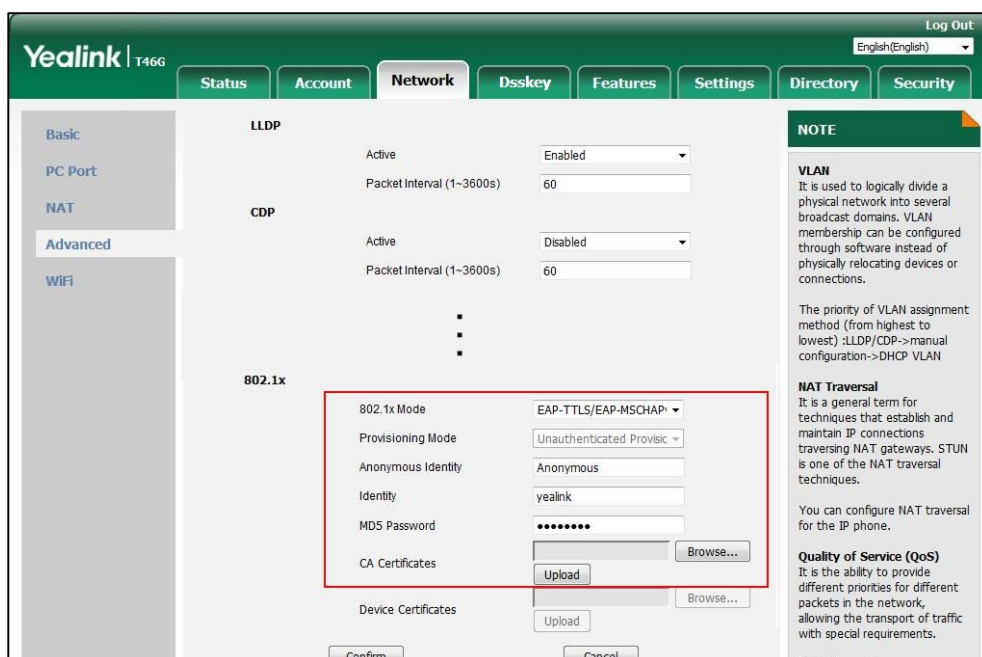 Log Out
Yealink T46G
English(English)
Status Account Network Dsskey Features Settings Directory Security
Basic
PC Port
NAT
Advanced
WiFi
LLDP
Active Enabled
Packet Interval (1~3600s) 60
CDP
Active Disabled
Packet Interval (1~3600s) 60
802.1x
802.1x Mode EAP-TTLS/EAP-MSCHAP
Provisioning Mode Unauthenticated Provisic
Anonymous Identity Anonymous
Identity yealink
MD5 Password ●●●●●●●●
CA Certificates Browse...
Upload
Device Certificates Browse...
Upload
Confirm Cancel
NOTE
VLAN
It is used to logically divide a
physical network into several
broadcast domains. VLAN
membership can be configured
through software instead of
physically relocating devices or
connections.
The priority of VLAN assignment
method (from highest to
lowest) :LLDP/CDP->manual
configuration->DHCP VLAN
NAT Traversal
It is a general term for
techniques that establish and
maintain IP connections
traversing NAT gateways. STUN
is one of the NAT traversal
techniques.
You can configure NAT traversal
for the IP phone.
Quality of Service (QoS)
It is the ability to provide
different priorities for different
packets in the network,
allowing the transport of traffic
with special requirements.